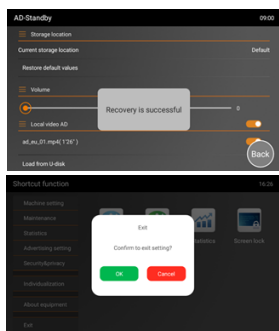 AD-Standby 09:00
Storage location
Current storage location Default
Restore default values
Volume
Recovery is successful
0
Local video AD
ad_eu_01.mp4( 1'26" )
Back
Load from U-disk
Shortcut function 16:26
Machine setting
Maintenance
Statistics
Advertising setting
Security&privacy
Individualization
About equipment
Exit
Exit
Confirm to exit setting?
OK Cancel
Statistics Screen lock